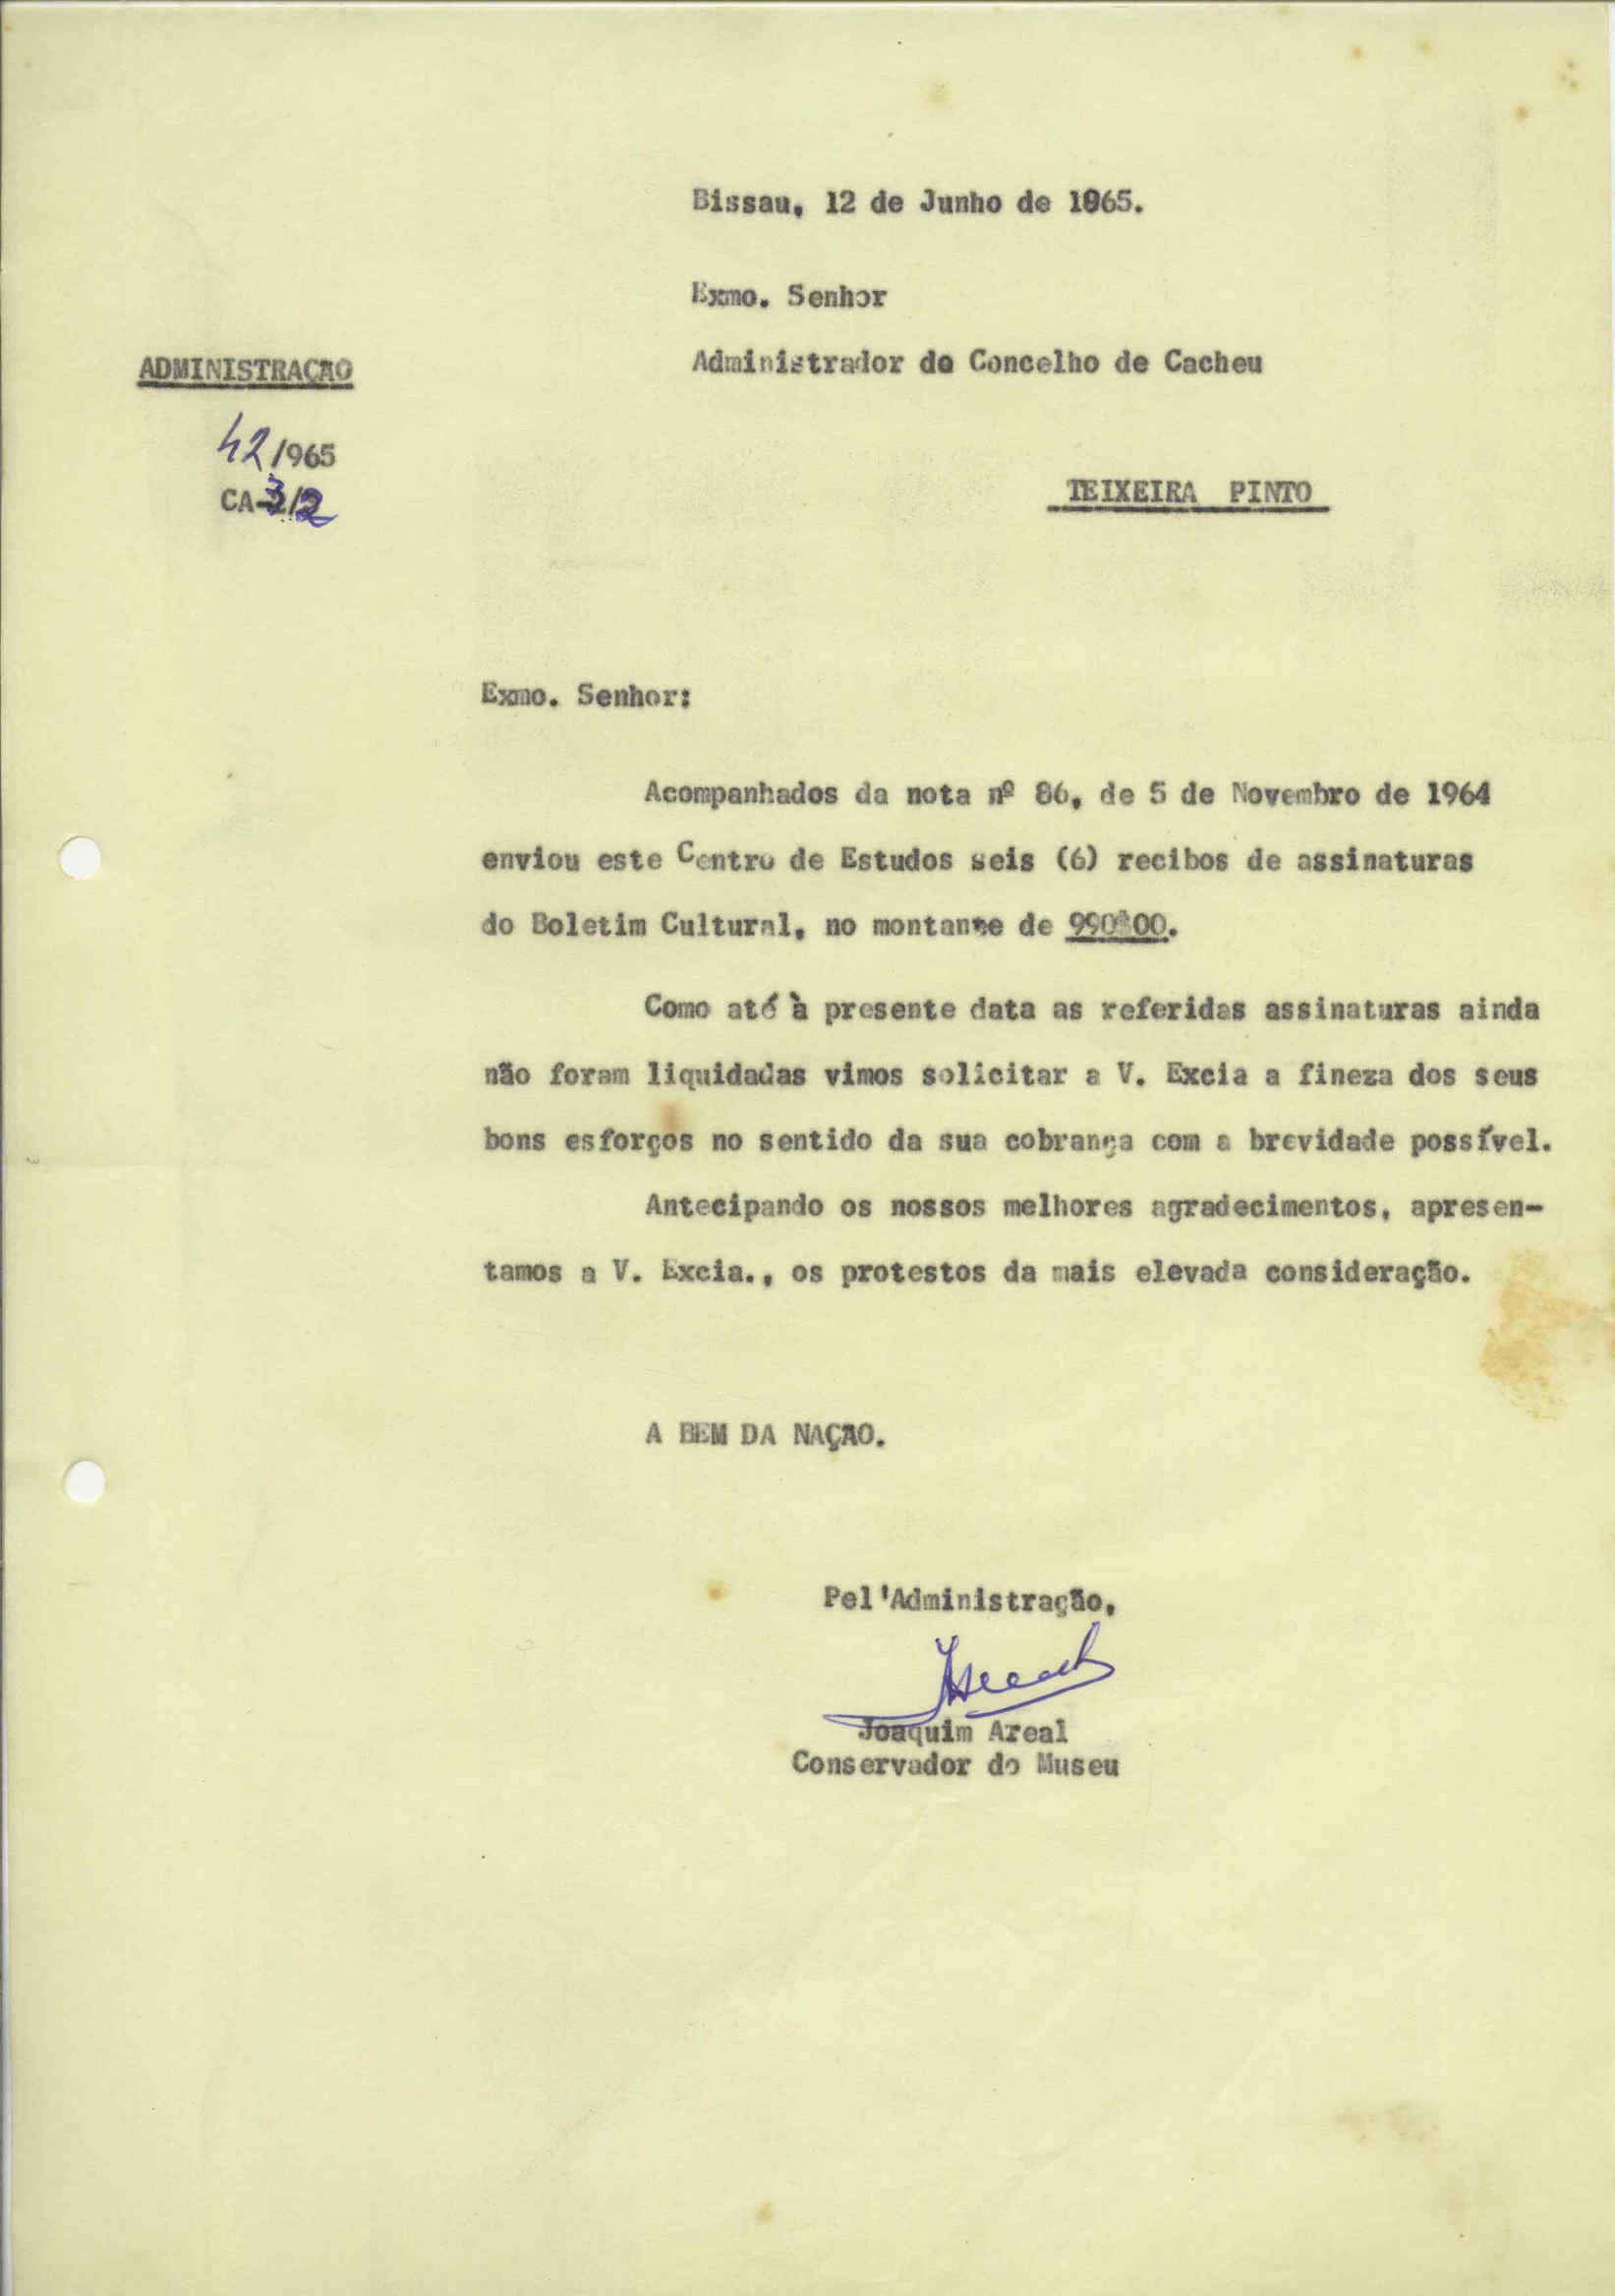 Bissau, 12 de Junho de 1965.
Exmo. Senhor
Administrador do Concelho de Cacheu
ADMINISTRAÇÃO
42/965
CA-3/2
TEIXEIRA PINTO
Exmo. Senhor:
Acompanhados da nota nº 86, de 5 de Novembro de 1964
enviou este Centro de Estudos seis (6) recibos de assinaturas
do Boletim Cultural, no montante de 990$00.
Como até à presente data as referidas assinaturas ainda
não foram liquidadas vimos solicitar a V. Excia a fineza dos seus
bons esforços no sentido da sua cobrança com a brevidade possível.
Antecipando os nossos melhores agradecimentos, apresen-
tamos a V. Excia., os protestos da mais elevada consideração.
A BEM DA NAÇÃO.
Pel'Administração,
Joaquim Areal
Conservador do Museu